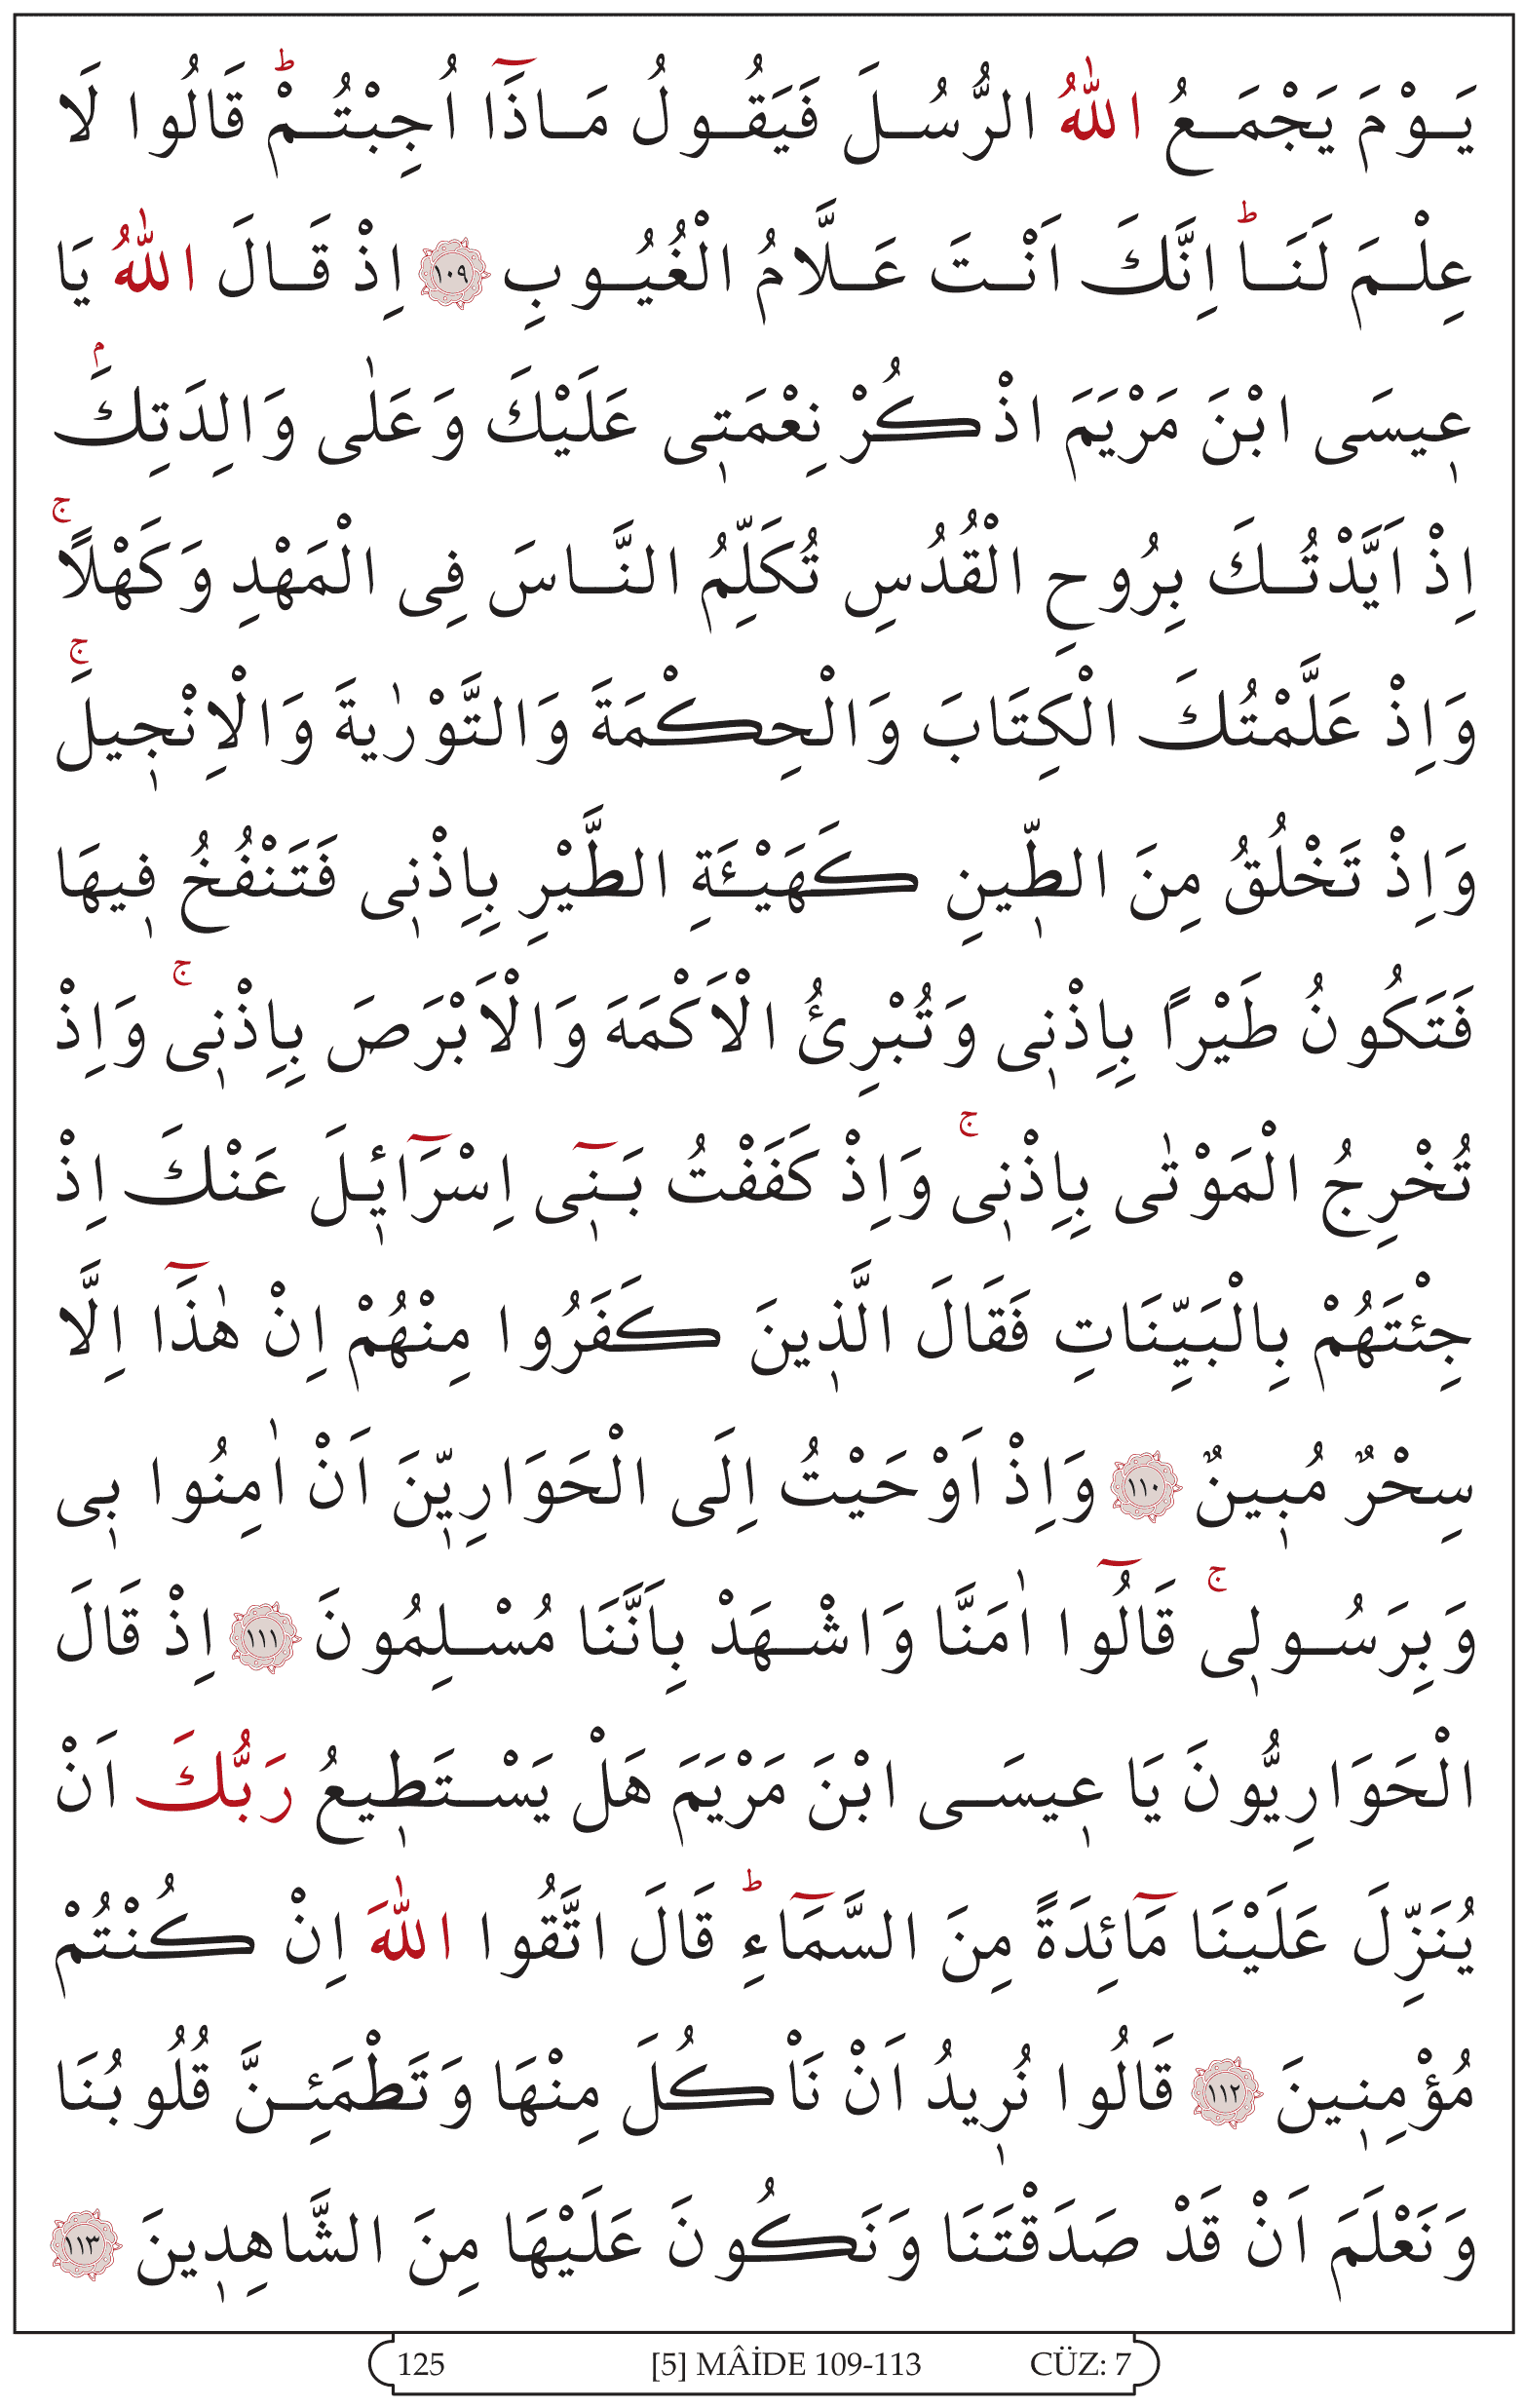 يَوْمَ يَجْمَعُ اللّٰهُ الرُّسُلَ فَيَقُولُ مَاذَٓا اُجِبْتُمْۜ قَالُوا لَا
عِلْمَ لَنَاۜ اِنَّكَ اَنْتَ عَلَّامُ الْغُيُوبِ ﴿١٠٩﴾ اِذْ قَالَ اللّٰهُ يَا
ع۪يسَى ابْنَ مَرْيَمَ اذْكُرْ نِعْمَت۪ي عَلَيْكَ وَعَلٰى وَالِدَتِكَۢ
اِذْ اَيَّدْتُكَ بِرُوحِ الْقُدُسِ تُكَلِّمُ النَّاسَ فِي الْمَهْدِ وَكَهْلًاۚ
وَاِذْ عَلَّمْتُكَ الْكِتَابَ وَالْحِكْمَةَ وَالتَّوْرٰيةَ وَالْاِنْج۪يلَۚ
وَاِذْ تَخْلُقُ مِنَ الطّ۪ينِ كَهَيْـَٔةِ الطَّيْرِ بِاِذْن۪ي فَتَنْفُخُ ف۪يهَا
فَتَكُونُ طَيْرًا بِاِذْن۪ي وَتُبْرِئُ الْاَكْمَهَ وَالْاَبْرَصَ بِاِذْن۪يۚ وَاِذْ
تُخْرِجُ الْمَوْتٰى بِاِذْن۪يۚ وَاِذْ كَفَفْتُ بَن۪ٓي اِسْرَٓائ۪لَ عَنْكَ اِذْ
جِئْتَهُمْ بِالْبَيِّنَاتِ فَقَالَ الَّذ۪ينَ كَفَرُوا مِنْهُمْ اِنْ هٰذَٓا اِلَّا
سِحْرٌ مُب۪ينٌ ﴿١١٠﴾ وَاِذْ اَوْحَيْتُ اِلَى الْحَوَارِيّ۪نَ اَنْ اٰمِنُوا ب۪ي
وَبِرَسُول۪يۚ قَالُٓوا اٰمَنَّا وَاشْهَدْ بِاَنَّنَا مُسْلِمُونَ ﴿١١١﴾ اِذْ قَالَ
الْحَوَارِيُّونَ يَا ع۪يسَى ابْنَ مَرْيَمَ هَلْ يَسْتَط۪يعُ رَبُّكَ اَنْ
يُنَزِّلَ عَلَيْنَا مَٓائِدَةً مِنَ السَّمَٓاءِۜ قَالَ اتَّقُوا اللّٰهَ اِنْ كُنْتُمْ
مُؤْمِن۪ينَ ﴿١١٢﴾ قَالُوا نُر۪يدُ اَنْ نَاْكُلَ مِنْهَا وَتَطْمَئِنَّ قُلُوبُنَا
وَنَعْلَمَ اَنْ قَدْ صَدَقْتَنَا وَنَكُونَ عَلَيْهَا مِنَ الشَّاهِد۪ينَ ﴿١١٣﴾
125 [5] MÂİDE 109-113 CÜZ: 7